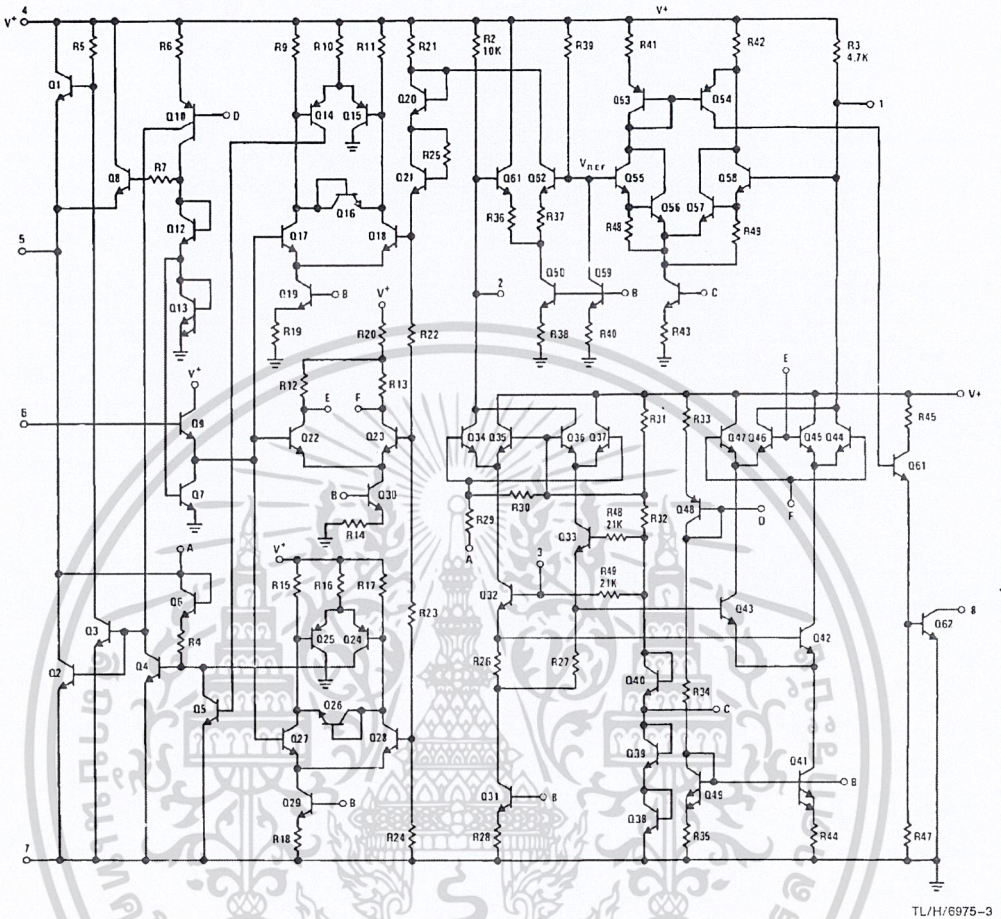 V+ 4
V+
R5
R6
R9
R10
R11
R21
R2
10K
R39
R41
R42
R3
4.7K
Q1
Q10
D
Q14
Q15
Q20
Q53
Q54
1
Q8
R7
R25
Q21
Q61
Q52
VREF
Q55
Q58
Q12
Q16
R36
R37
Q56
Q57
R48
R49
5
Q17
Q18
Q13
Q19
B
2
Q50
Q59
B
C
V+
R19
R20
R22
R38
R40
R43
V+
R12
R13
E
E
F
V+
6
Q9
Q22
Q23
Q34
Q35
Q36
Q37
R31
R33
Q47
Q46
Q45
Q44
R45
Q7
B
Q30
R30
Q61
R14
R29
R32
Q48
D
F
A
Q33
R48
21K
V+
A
3
R49
21K
R15
R16
R17
R23
Q6
Q32
Q43
Q3
R4
Q25
Q24
Q42
8
Q62
Q2
Q4
R26
R27
Q40
R34
Q5
Q26
C
Q27
Q28
Q39
Q41
Q29
B
Q31
B
Q49
B
Q38
R18
R24
R28
R35
R44
R47
7
TL/H/6975–3